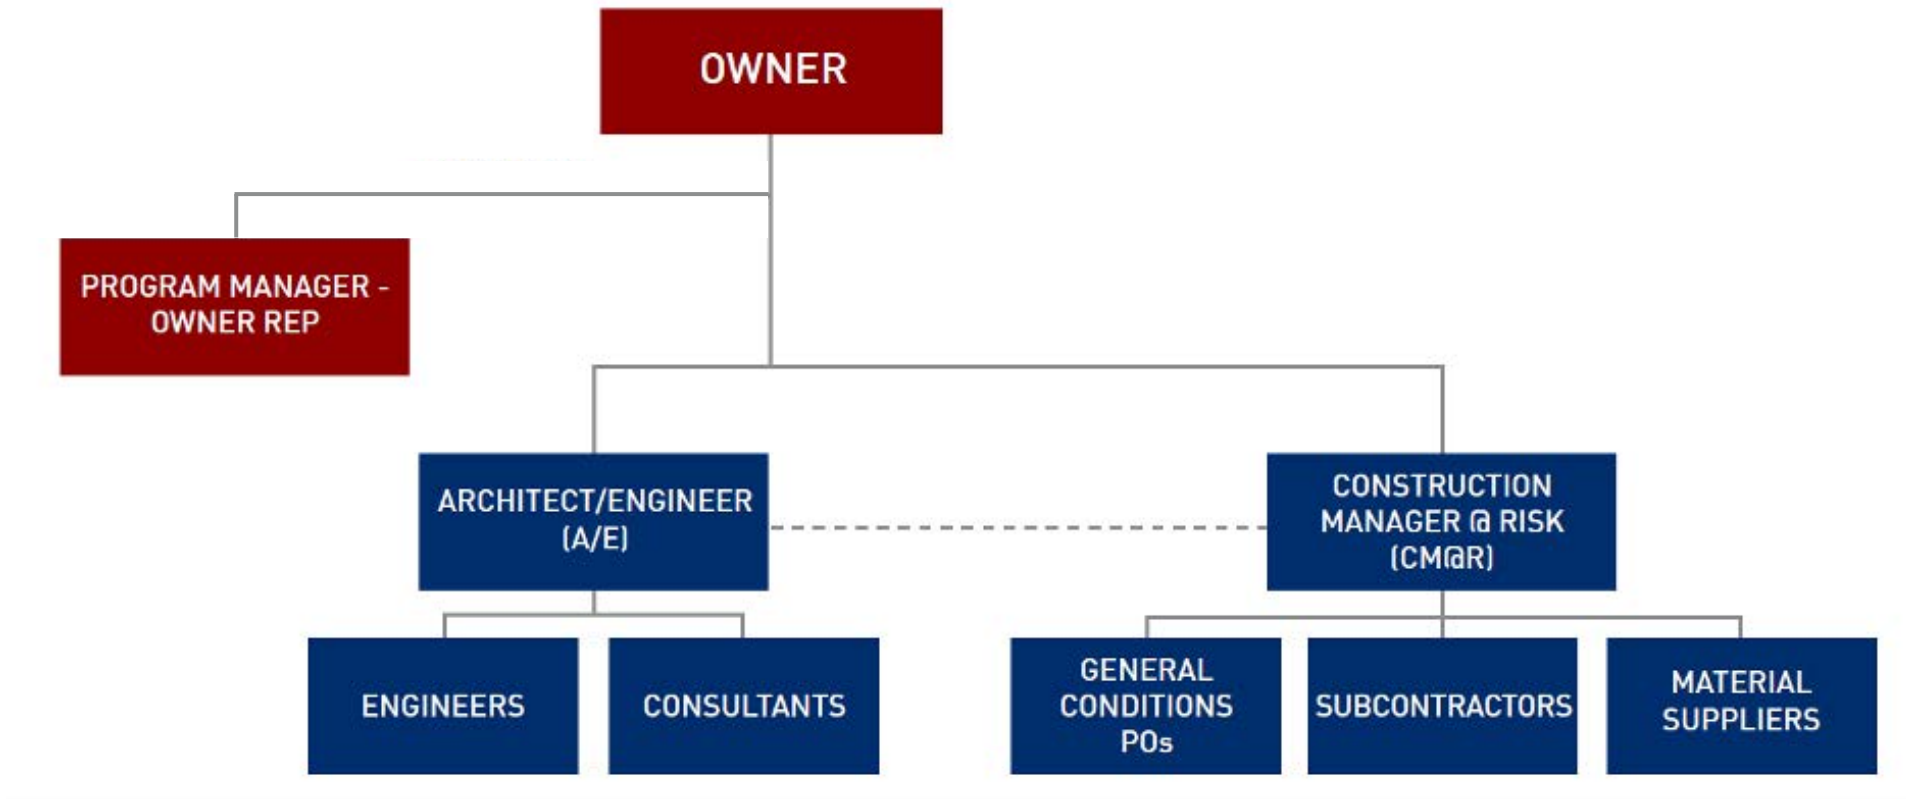 OWNER
PROGRAM MANAGER -
OWNER REP
ARCHITECT/ENGINEER
(A/E)
CONSTRUCTION
MANAGER @ RISK
(CM@R)
ENGINEERS
CONSULTANTS
GENERAL
CONDITIONS
POs
SUBCONTRACTORS
MATERIAL
SUPPLIERS